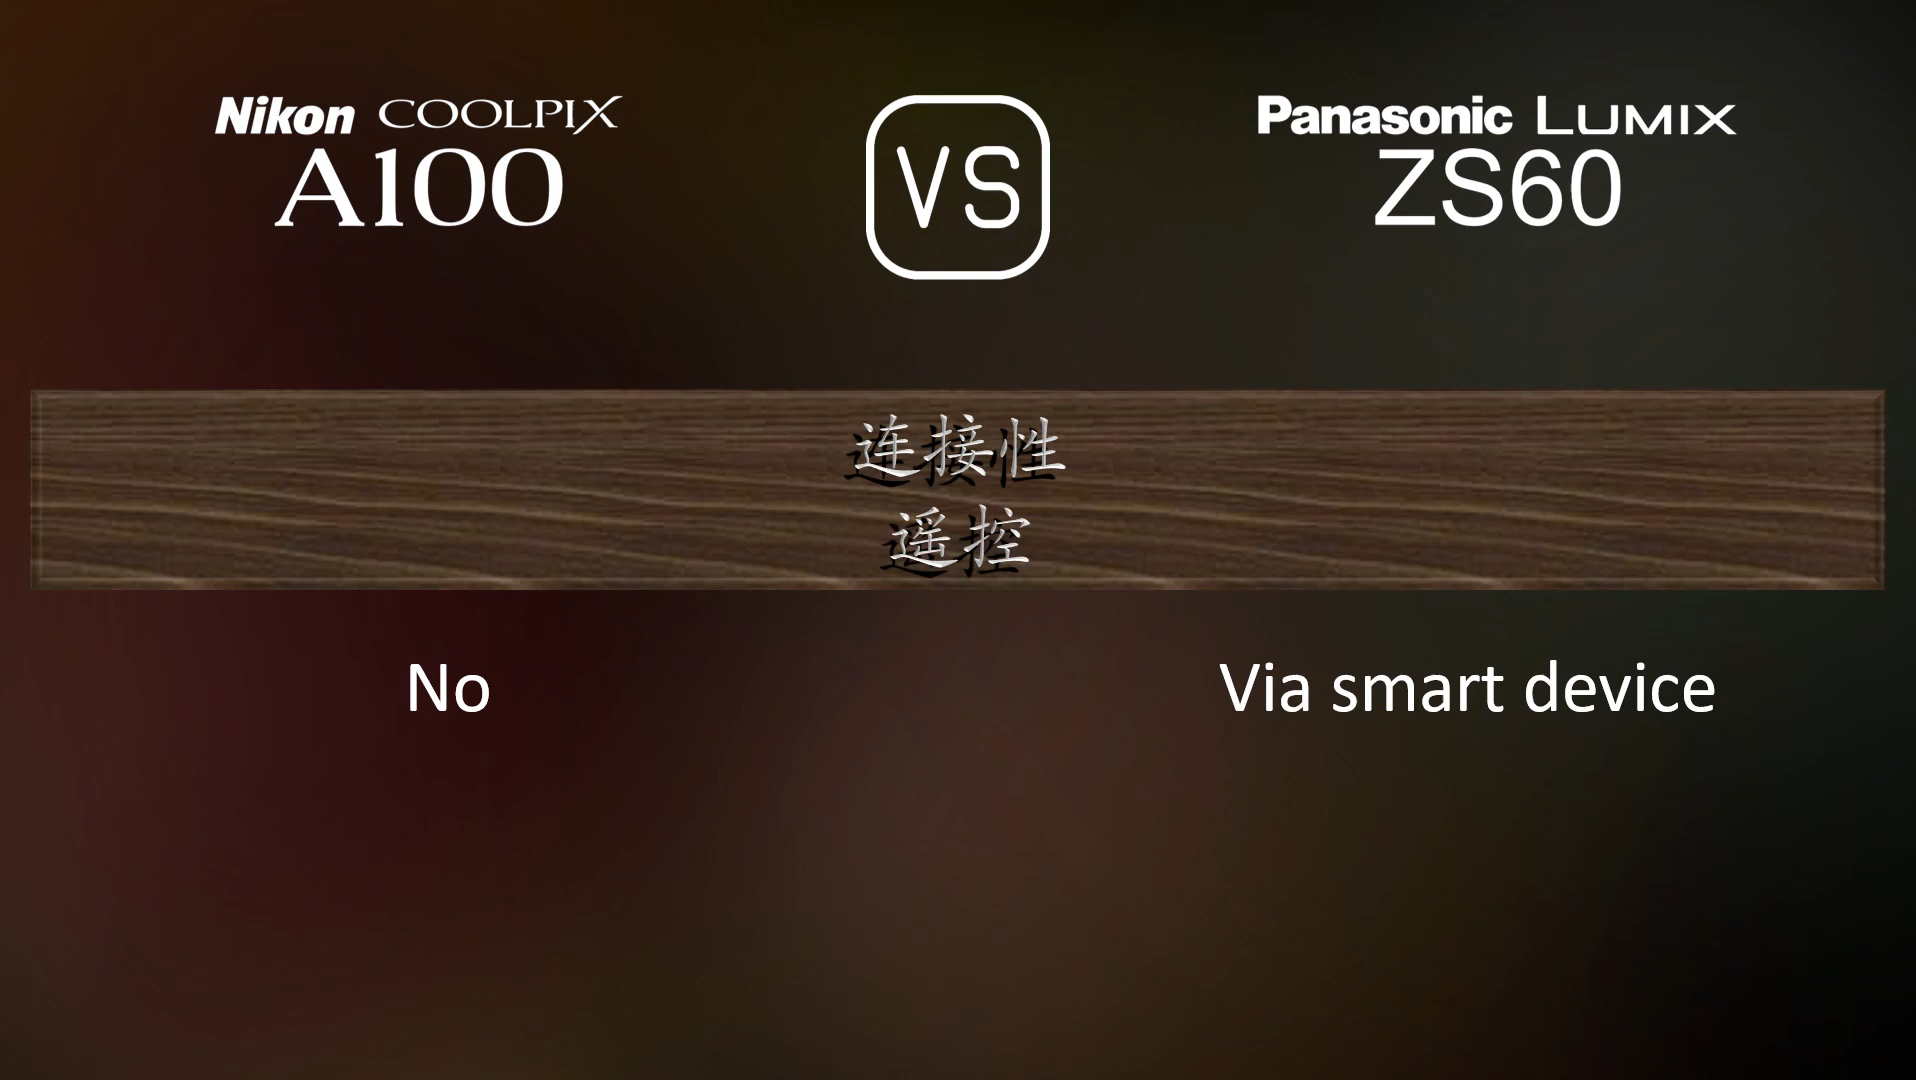 Nikon COOLPIX
A100
VS
Panasonic LUMIX
ZS60
连接性
遥控
No
Via smart device